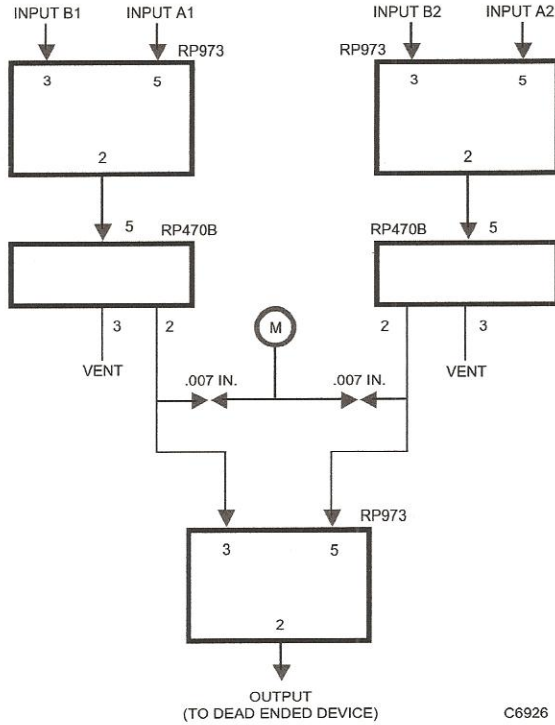 INPUT B1 INPUT A1 INPUT B2 INPUT A2
RP973 RP973
3 5 3 5
2 2
5 RP470B RP470B 5
3 2 2 3
M
VENT VENT
.007 IN. .007 IN.
RP973
3 5
2
OUTPUT
(TO DEAD ENDED DEVICE) C6926